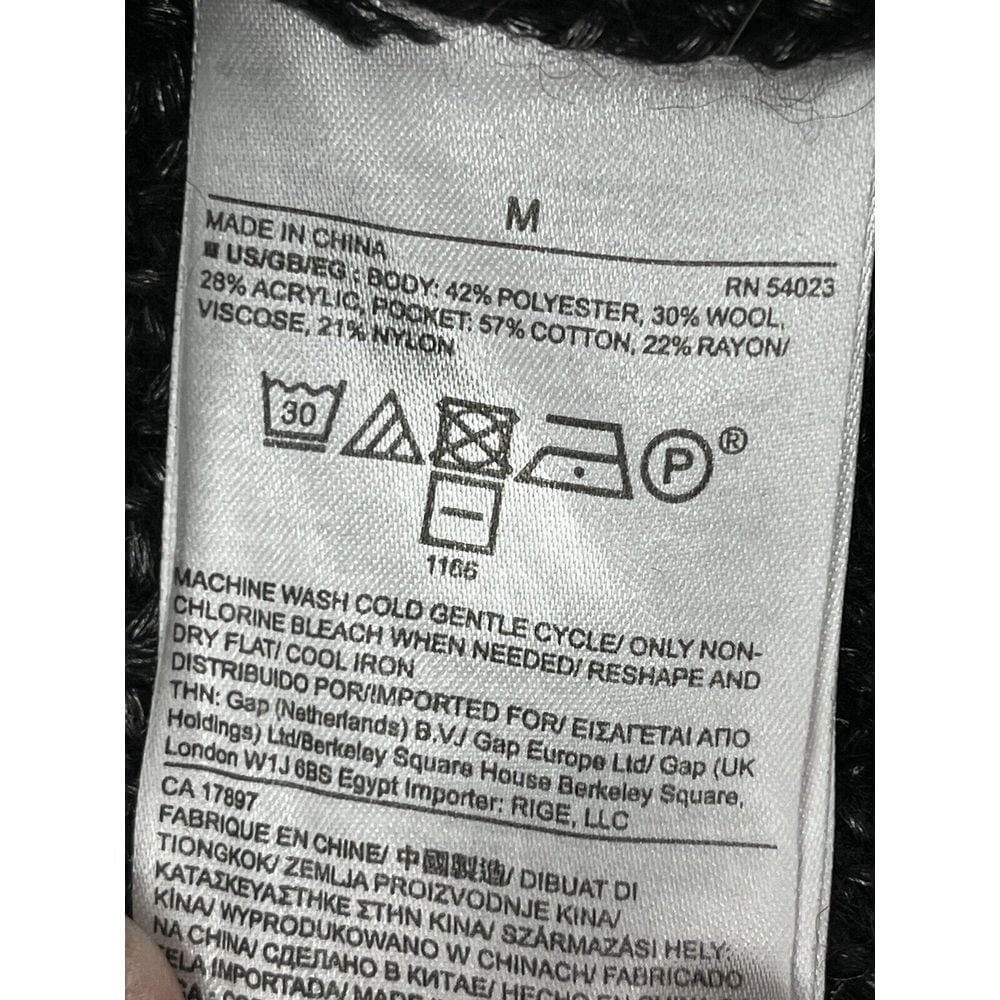 M
MADE IN CHINA
RN 54023
US/GB/EG : BODY: 42% POLYESTER, 30% WOOL,
28% ACRYLIC, POCKET: 57% COTTON, 22% RAYON/
VISCOSE, 21% NYLON
30
P ®
1166
MACHINE WASH COLD GENTLE CYCLE/ ONLY NON-
CHLORINE BLEACH WHEN NEEDED/ RESHAPE AND
DRY FLAT/ COOL IRON
DISTRIBUIDO POR/IMPORTED FOR/ ΕΙΣΑΓΕΤΑΙ ΑΠΟ
ΤΗΝ: Gap (Netherlands) B.V./ Gap Europe Ltd/ Gap (UK
Holdings) Ltd/Berkeley Square House Berkeley Square,
London W1J 6BS Egypt Importer: RIGE, LLC
CA 17897
FABRIQUE EN CHINE/ 中國製造/ DIBUAT DI
TIONGKOK/ ZEMLJA PROIZVODNJE KINA/
ΚΑΤΑΣΚΕΥΑΣΤΗΚΕ ΣΤΗΝ ΚΙΝΑ/ SZÁRMAZÁSI HELY:
KÍNA/ WYPRODUKOWANO W CHINACH/ FABRICADO
NA CHINA/ СДЕЛАНО В КИТАЕ/ HECHO EN
TELA IMPORTADA/ MADE